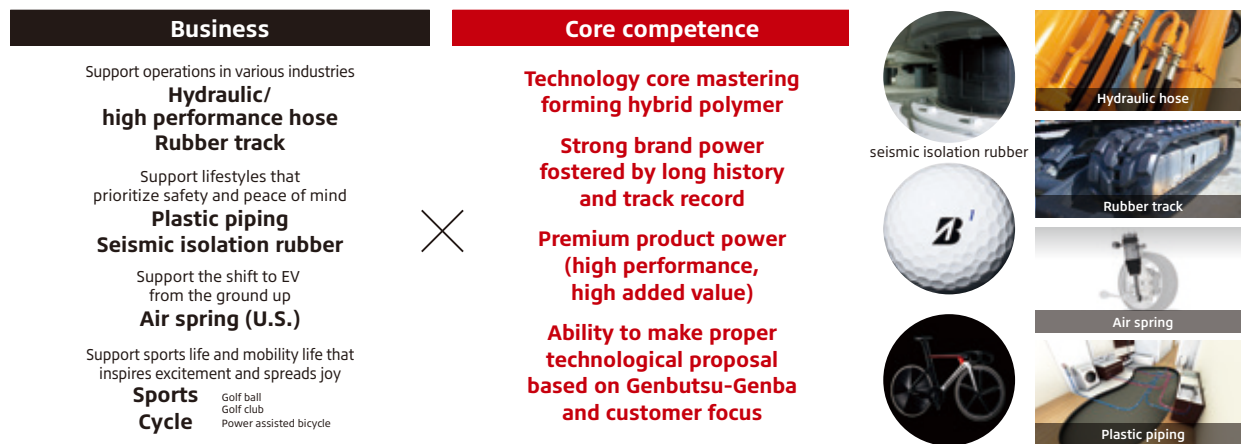 Business
Support operations in various industries
Hydraulic/
high performance hose
Rubber track
Support lifestyles that
prioritize safety and peace of mind
Plastic piping
Seismic isolation rubber
Support the shift to EV
from the ground up
Air spring (U.S.)
Support sports life and mobility life that
inspires excitement and spreads joy
Sports
Cycle
Golf ball
Golf club
Power assisted bicycle
Core competence
Technology core mastering
forming hybrid polymer
Strong brand power
fostered by long history
and track record
Premium product power
(high performance,
high added value)
Ability to make proper
technological proposal
based on Genbutsu-Genba
and customer focus
seismic isolation rubber
B
1
Hydraulic hose
Rubber track
Air spring
Plastic piping